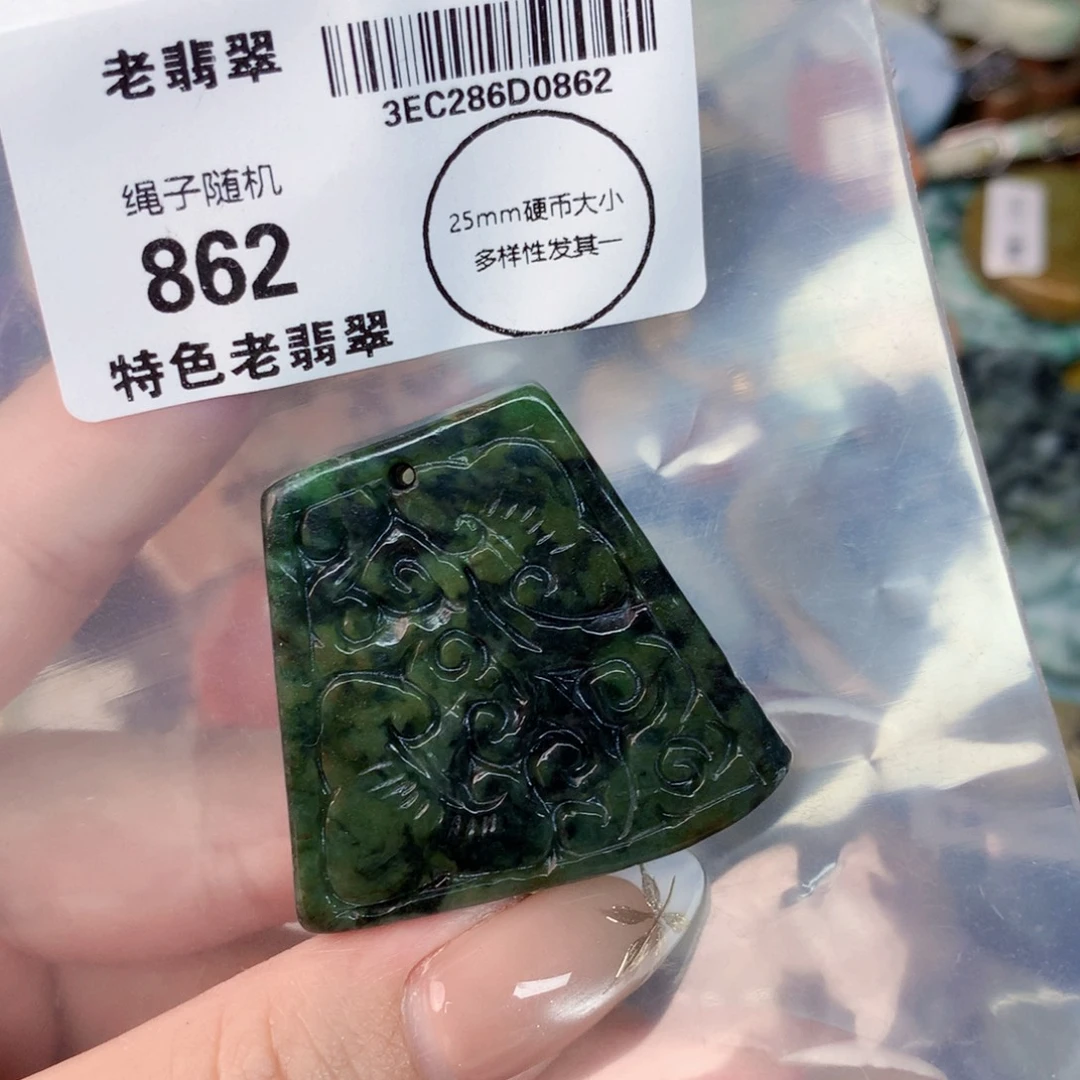 老翡翠
3EC286D0862
绳子随机
862
特色老翡翠
25mm硬币大小
多样性发其一